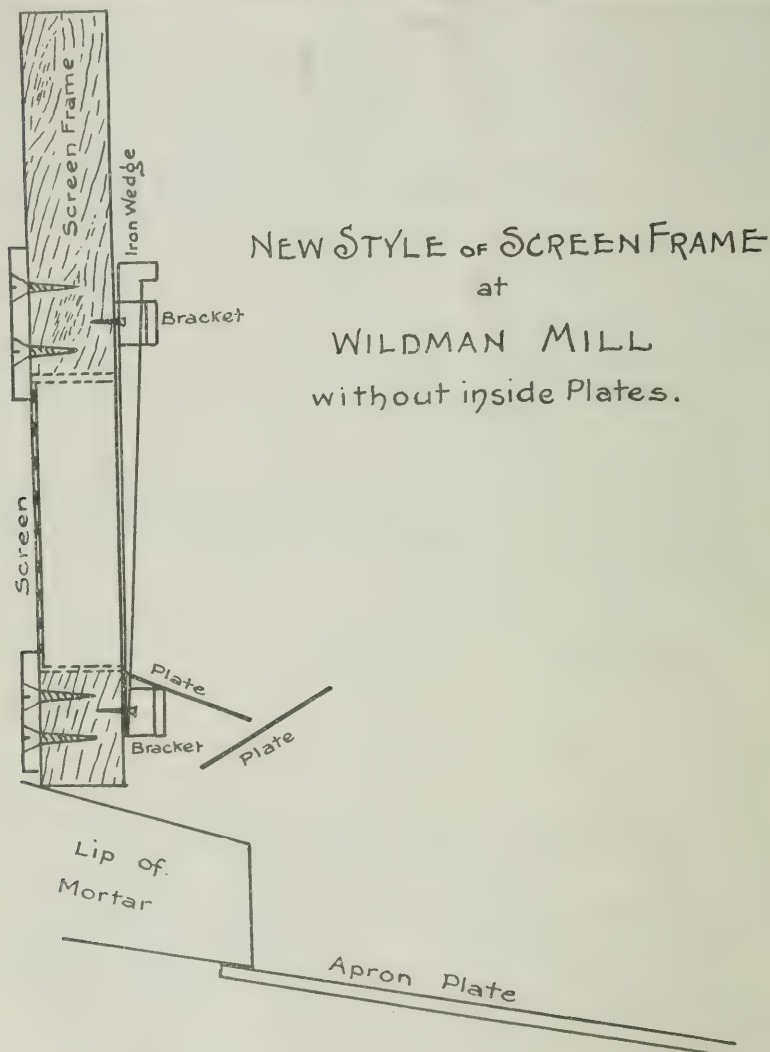 Screen Frame
Iron Wedge
NEW STYLE OF SCREEN FRAME
at
WILDMAN MILL
without inside Plates.
Bracket
Screen
Plate
Plate
Bracket
Lip of.
Mortar
Apron Plate